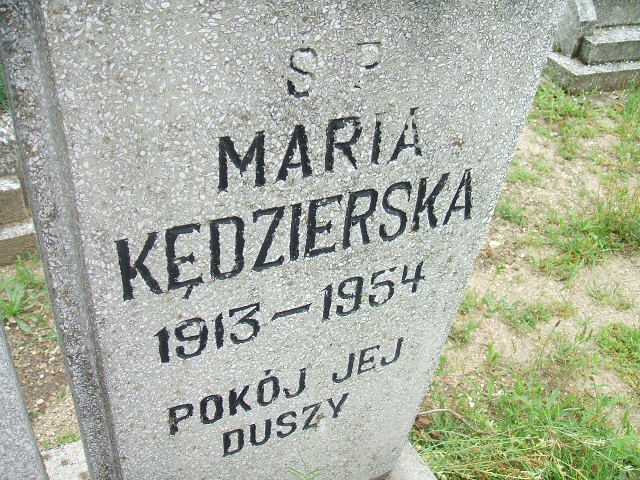 Ś P
MARIA
KĘDZIERSKA
1913-1954
POKÓJ JEJ
DUSZY